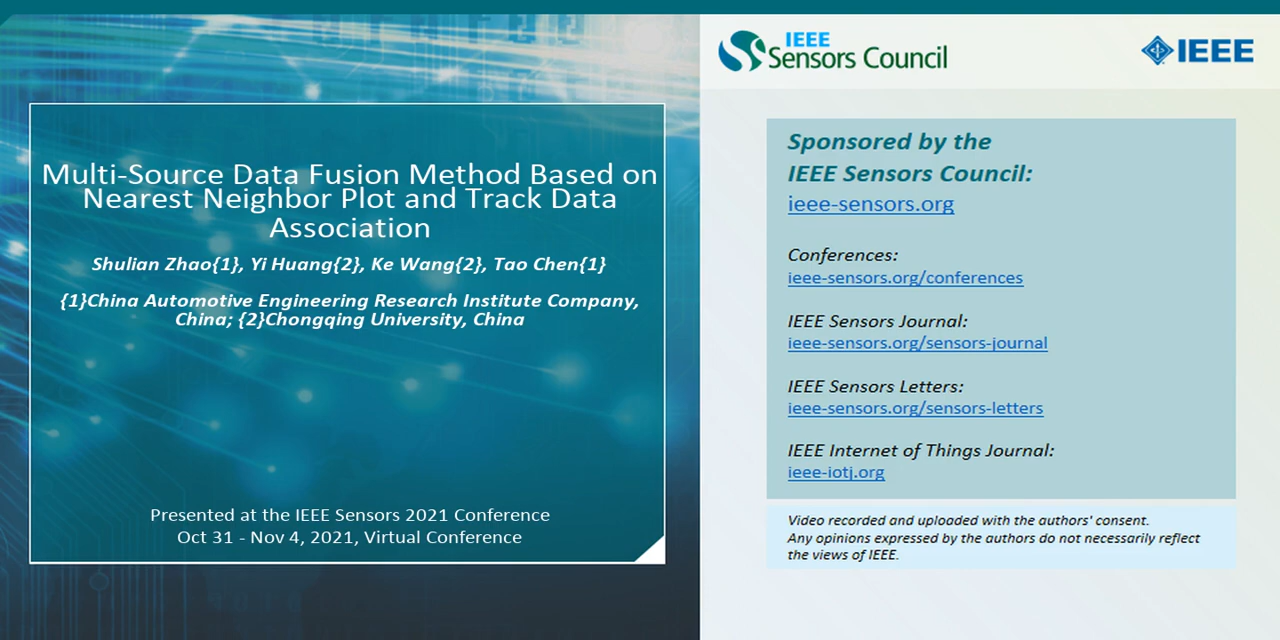 Multi-Source Data Fusion Method Based on
Nearest Neighbor Plot and Track Data
Association
Shulian Zhao{1}, Yi Huang{2}, Ke Wang{2}, Tao Chen{1}
{1}China Automotive Engineering Research Institute Company,
China; {2}Chongqing University, China
Presented at the IEEE Sensors 2021 Conference
Oct 31 - Nov 4, 2021, Virtual Conference
IEEE
Sensors Council
IEEE
Sponsored by the
IEEE Sensors Council:
ieee-sensors.org
Conferences:
ieee-sensors.org/conferences
IEEE Sensors Journal:
ieee-sensors.org/sensors-journal
IEEE Sensors Letters:
ieee-sensors.org/sensors-letters
IEEE Internet of Things Journal:
ieee-iotj.org
Video recorded and uploaded with the authors' consent.
Any opinions expressed by the authors do not necessarily reflect
the views of IEEE.